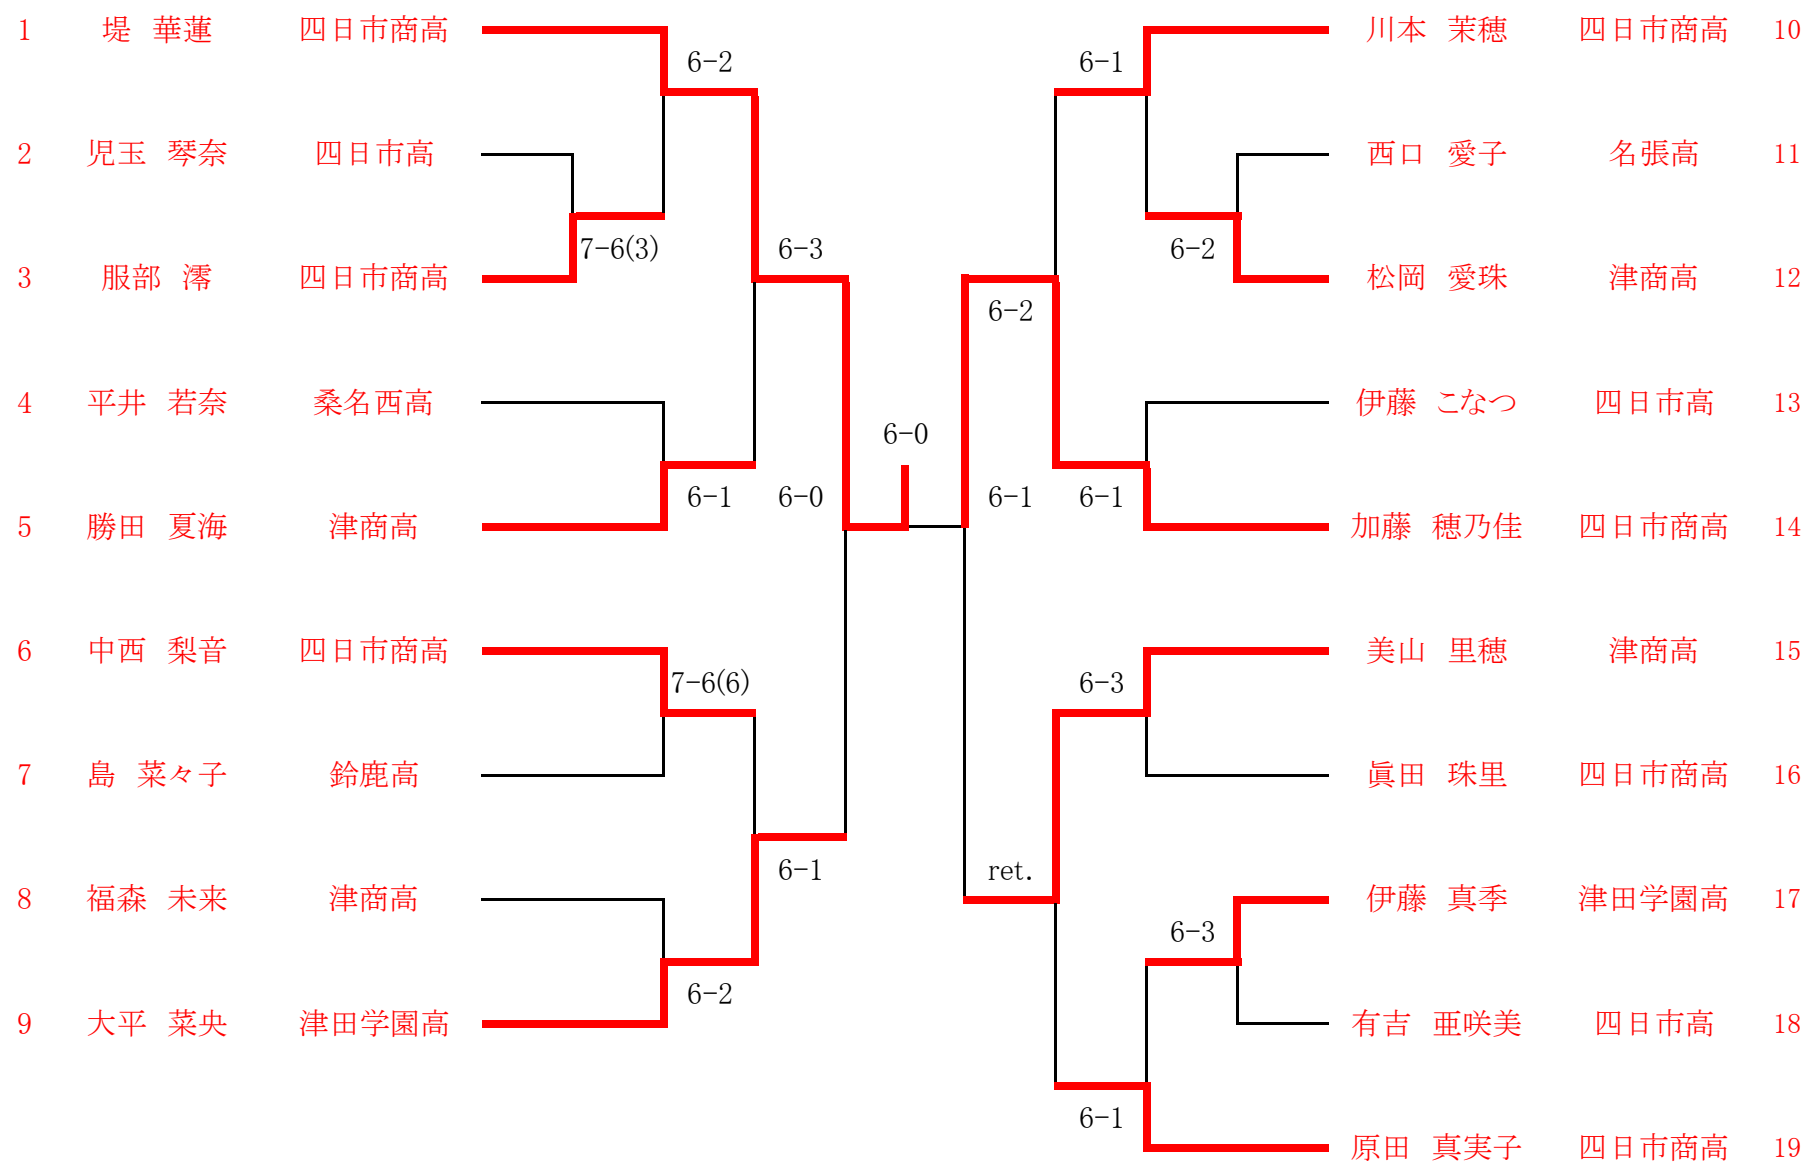 1 堤 華蓮 四日市商高
2 児玉 琴奈 四日市高
3 服部 澪 四日市商高
4 平井 若奈 桑名西高
5 勝田 夏海 津商高
6 中西 梨音 四日市商高
7 島 菜々子 鈴鹿高
8 福森 未来 津商高
9 大平 菜央 津田学園高
6-2
7-6(3)
6-3
6-1
6-0
7-6(6)
6-1
6-2
6-0
6-1
6-2
6-2
6-1
6-1
6-3
ret.
6-3
6-1
川本 茉穂 四日市商高 10
西口 愛子 名張高 11
松岡 愛珠 津商高 12
伊藤 こなつ 四日市高 13
加藤 穂乃佳 四日市商高 14
美山 里穂 津商高 15
眞田 珠里 四日市商高 16
伊藤 真季 津田学園高 17
有吉 亜咲美 四日市高 18
原田 真実子 四日市商高 19